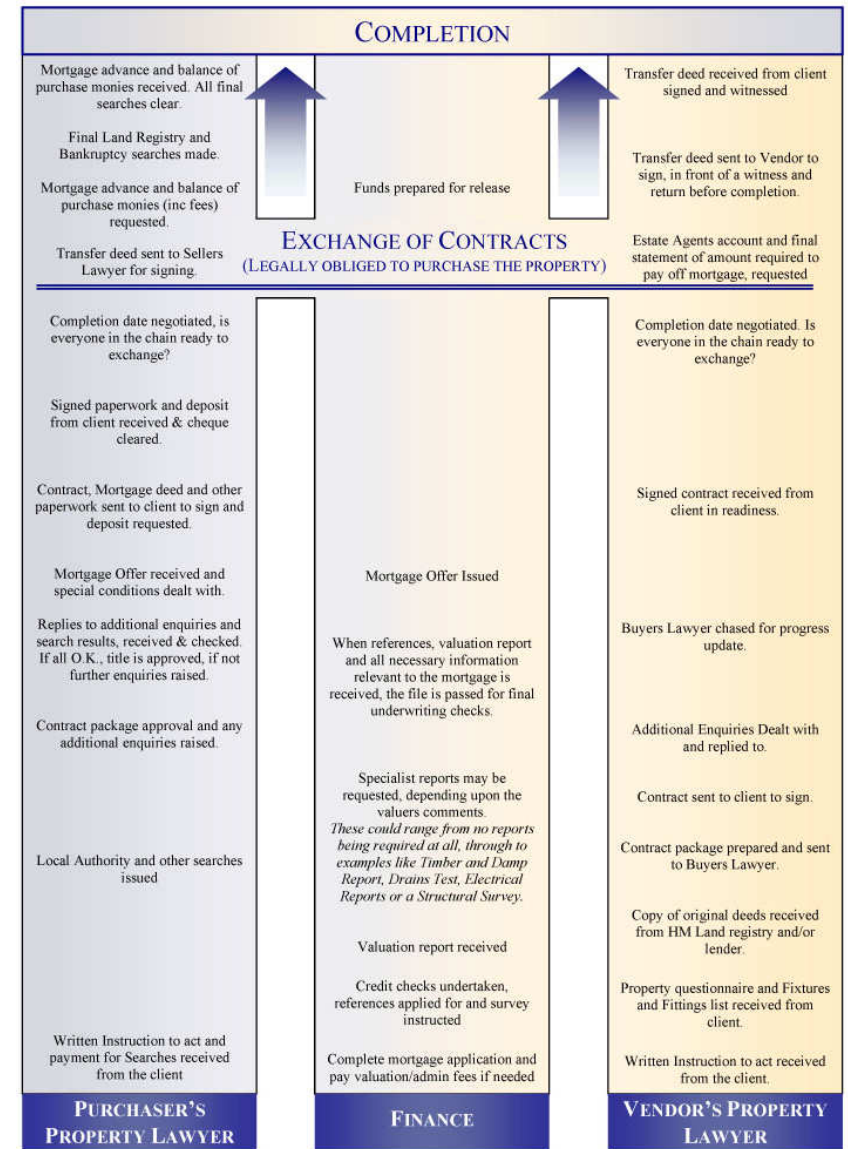 COMPLETION
Mortgage advance and balance of
purchase monies received. All final
searches clear.
Final Land Registry and
Bankruptcy searches made.
Mortgage advance and balance of
purchase monies (inc fees)
requested.
Transfer deed sent to Sellers
Lawyer for signing.
Funds prepared for release
Transfer deed received from client
signed and witnessed
Transfer deed sent to Vendor to
sign, in front of a witness and
return before completion.
Estate Agents account and final
statement of amount required to
pay off mortgage, requested
EXCHANGE OF CONTRACTS
(LEGALLY OBLIGED TO PURCHASE THE PROPERTY)
Completion date negotiated, is
everyone in the chain ready to
exchange?
Signed paperwork and deposit
from client received & cheque
cleared.
Contract, Mortgage deed and other
paperwork sent to client to sign and
deposit requested.
Mortgage Offer received and
special conditions dealt with.
Replies to additional enquiries and
search results, received & checked.
If all O.K., title is approved, if not
further enquiries raised.
Contract package approval and any
additional enquiries raised.
Local Authority and other searches
issued
Written Instruction to act and
payment for Searches received
from the client
PURCHASER'S
PROPERTY LAWYER
Mortgage Offer Issued
When references, valuation report
and all necessary information
relevant to the mortgage is
received, the file is passed for final
underwriting checks.
Specialist reports may be
requested, depending upon the
valuers comments.
These could range from no reports
being required at all, through to
examples like Timber and Damp
Report, Drains Test, Electrical
Reports or a Structural Survey.
Valuation report received
Credit checks undertaken,
references applied for and survey
instructed
Complete mortgage application and
pay valuation/admin fees if needed
FINANCE
Completion date negotiated. Is
everyone in the chain ready to
exchange?
Signed contract received from
client in readiness.
Buyers Lawyer chased for progress
update.
Additional Enquiries Dealt with
and replied to.
Contract sent to client to sign.
Contract package prepared and sent
to Buyers Lawyer.
Copy of original deeds received
from HM Land registry and/or
lender.
Property questionnaire and Fixtures
and Fittings list received from
client.
Written Instruction to act received
from the client.
VENDOR'S PROPERTY
LAWYER